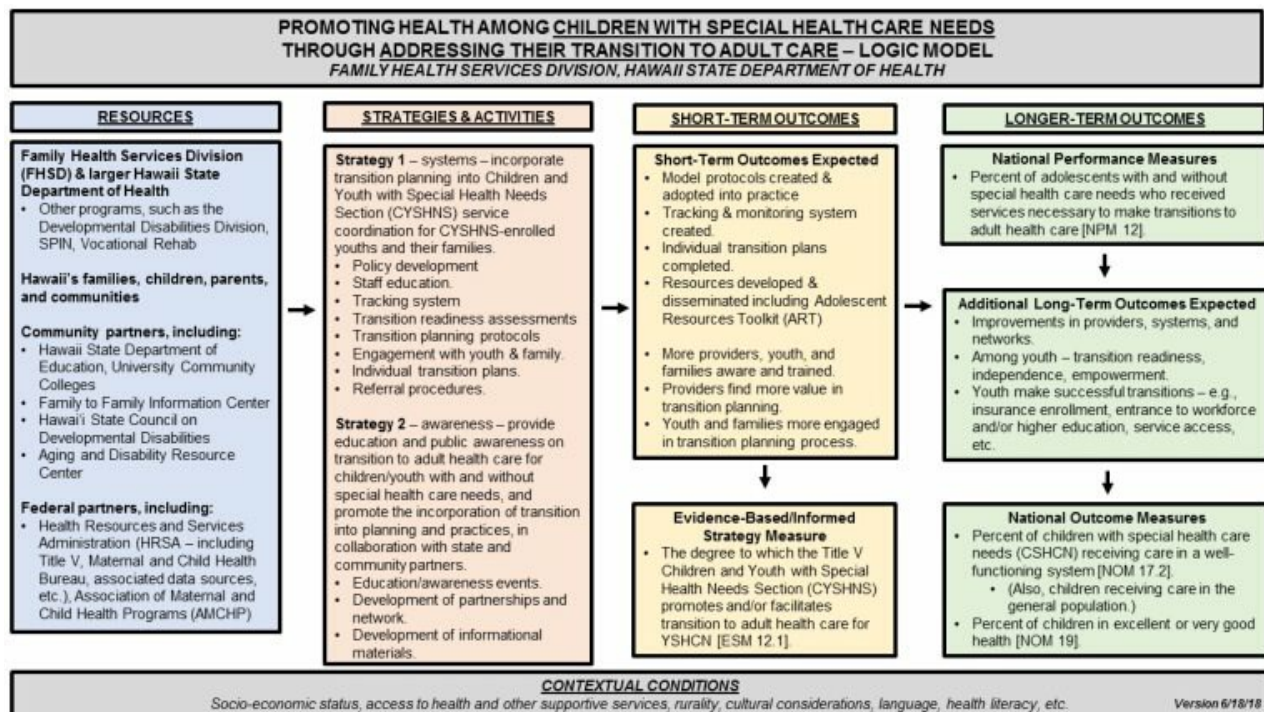 PROMOTING HEALTH AMONG CHILDREN WITH SPECIAL HEALTH CARE NEEDS
THROUGH ADDRESSING THEIR TRANSITION TO ADULT CARE – LOGIC MODEL
FAMILY HEALTH SERVICES DIVISION, HAWAII STATE DEPARTMENT OF HEALTH
RESOURCES
Family Health Services Division
(FHSD) & larger Hawaii State
Department of Health
• Other programs, such as the
Developmental Disabilities Division,
SPIN, Vocational Rehab
Hawaii's families, children, parents,
and communities
Community partners, including:
• Hawaii State Department of
Education, University Community
Colleges
• Family to Family Information Center
• Hawai'i State Council on
Developmental Disabilities
• Aging and Disability Resource
Center
Federal partners, including:
• Health Resources and Services
Administration (HRSA – including
Title V, Maternal and Child Health
Bureau, associated data sources,
etc.), Association of Maternal and
Child Health Programs (AMCHP)
STRATEGIES & ACTIVITIES
Strategy 1 – systems – incorporate
transition planning into Children and
Youth with Special Health Needs
Section (CYSHNS) service
coordination for CYSHNS-enrolled
youths and their families.
• Policy development
• Staff education.
• Tracking system
• Transition readiness assessments
• Transition planning protocols
• Engagement with youth & family.
• Individual transition plans.
• Referral procedures.
Strategy 2 – awareness – provide
education and public awareness on
transition to adult health care for
children/youth with and without
special health care needs, and
promote the incorporation of transition
into planning and practices, in
collaboration with state and
community partners.
• Education/awareness events.
• Development of partnerships and
network.
• Development of informational
materials.
SHORT-TERM OUTCOMES
Short-Term Outcomes Expected
• Model protocols created &
adopted into practice
• Tracking & monitoring system
created.
• Individual transition plans
completed.
• Resources developed &
disseminated including Adolescent
Resources Toolkit (ART)
• More providers, youth, and
families aware and trained.
• Providers find more value in
transition planning.
• Youth and families more engaged
in transition planning process.
Evidence-Based/Informed
Strategy Measure
• The degree to which the Title V
Children and Youth with Special
Health Needs Section (CYSHNS)
promotes and/or facilitates
transition to adult health care for
YSHCN [ESM 12.1].
LONGER-TERM OUTCOMES
National Performance Measures
• Percent of adolescents with and without
special health care needs who received
services necessary to make transitions to
adult health care [NPM 12].
Additional Long-Term Outcomes Expected
• Improvements in providers, systems, and
networks.
• Among youth – transition readiness,
independence, empowerment.
• Youth make successful transitions – e.g.,
insurance enrollment, entrance to workforce
and/or higher education, service access,
etc.
National Outcome Measures
• Percent of children with special health care
needs (CSHCN) receiving care in a well-
functioning system [NOM 17.2].
• (Also, children receiving care in the
general population.)
• Percent of children in excellent or very good
health [NOM 19].
CONTEXTUAL CONDITIONS
Socio-economic status, access to health and other supportive services, rurality, cultural considerations, language, health literacy, etc.
Version 6/18/18